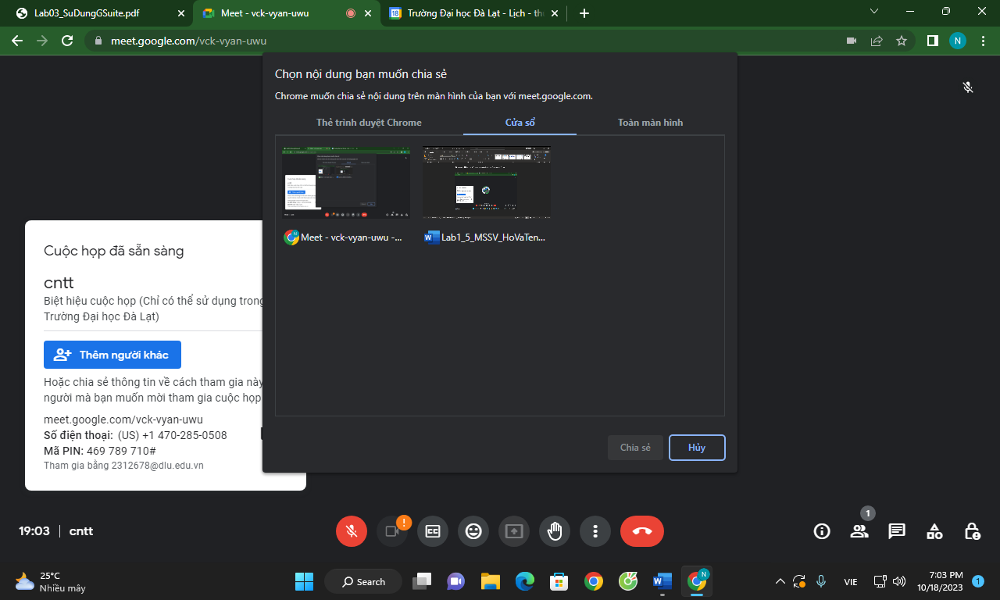 Lab03_SuDungGSuite.pdf
Meet - vck-vyan-uwu
Trường Đại học Đà Lạt - Lịch - th
meet.google.com/vck-vyan-uwu
N
Chọn nội dung bạn muốn chia sẻ
Chrome muốn chia sẻ nội dung trên màn hình của bạn với meet.google.com.
Thẻ trình duyệt Chrome
Cửa sổ
Toàn màn hình
Meet - vck-vyan-uwu -...
Lab1_5_MSSV_HoVaTen...
Chia sẻ
Hủy
Cuộc họp đã sẵn sàng
cntt
Biệt hiệu cuộc họp (Chỉ có thể sử dụng trong
Trường Đại học Đà Lạt)
Thêm người khác
Hoặc chia sẻ thông tin về cách tham gia này
người mà bạn muốn mời tham gia cuộc họp
meet.google.com/vck-vyan-uwu
Số điện thoại: (US) +1 470-285-0508
Mã PIN: 469 789 710#
Tham gia bằng 2312678@dlu.edu.vn
19:03 | cntt
1
25°C
Nhiều mây
Search
VIE
7:03 PM
10/18/2023
1